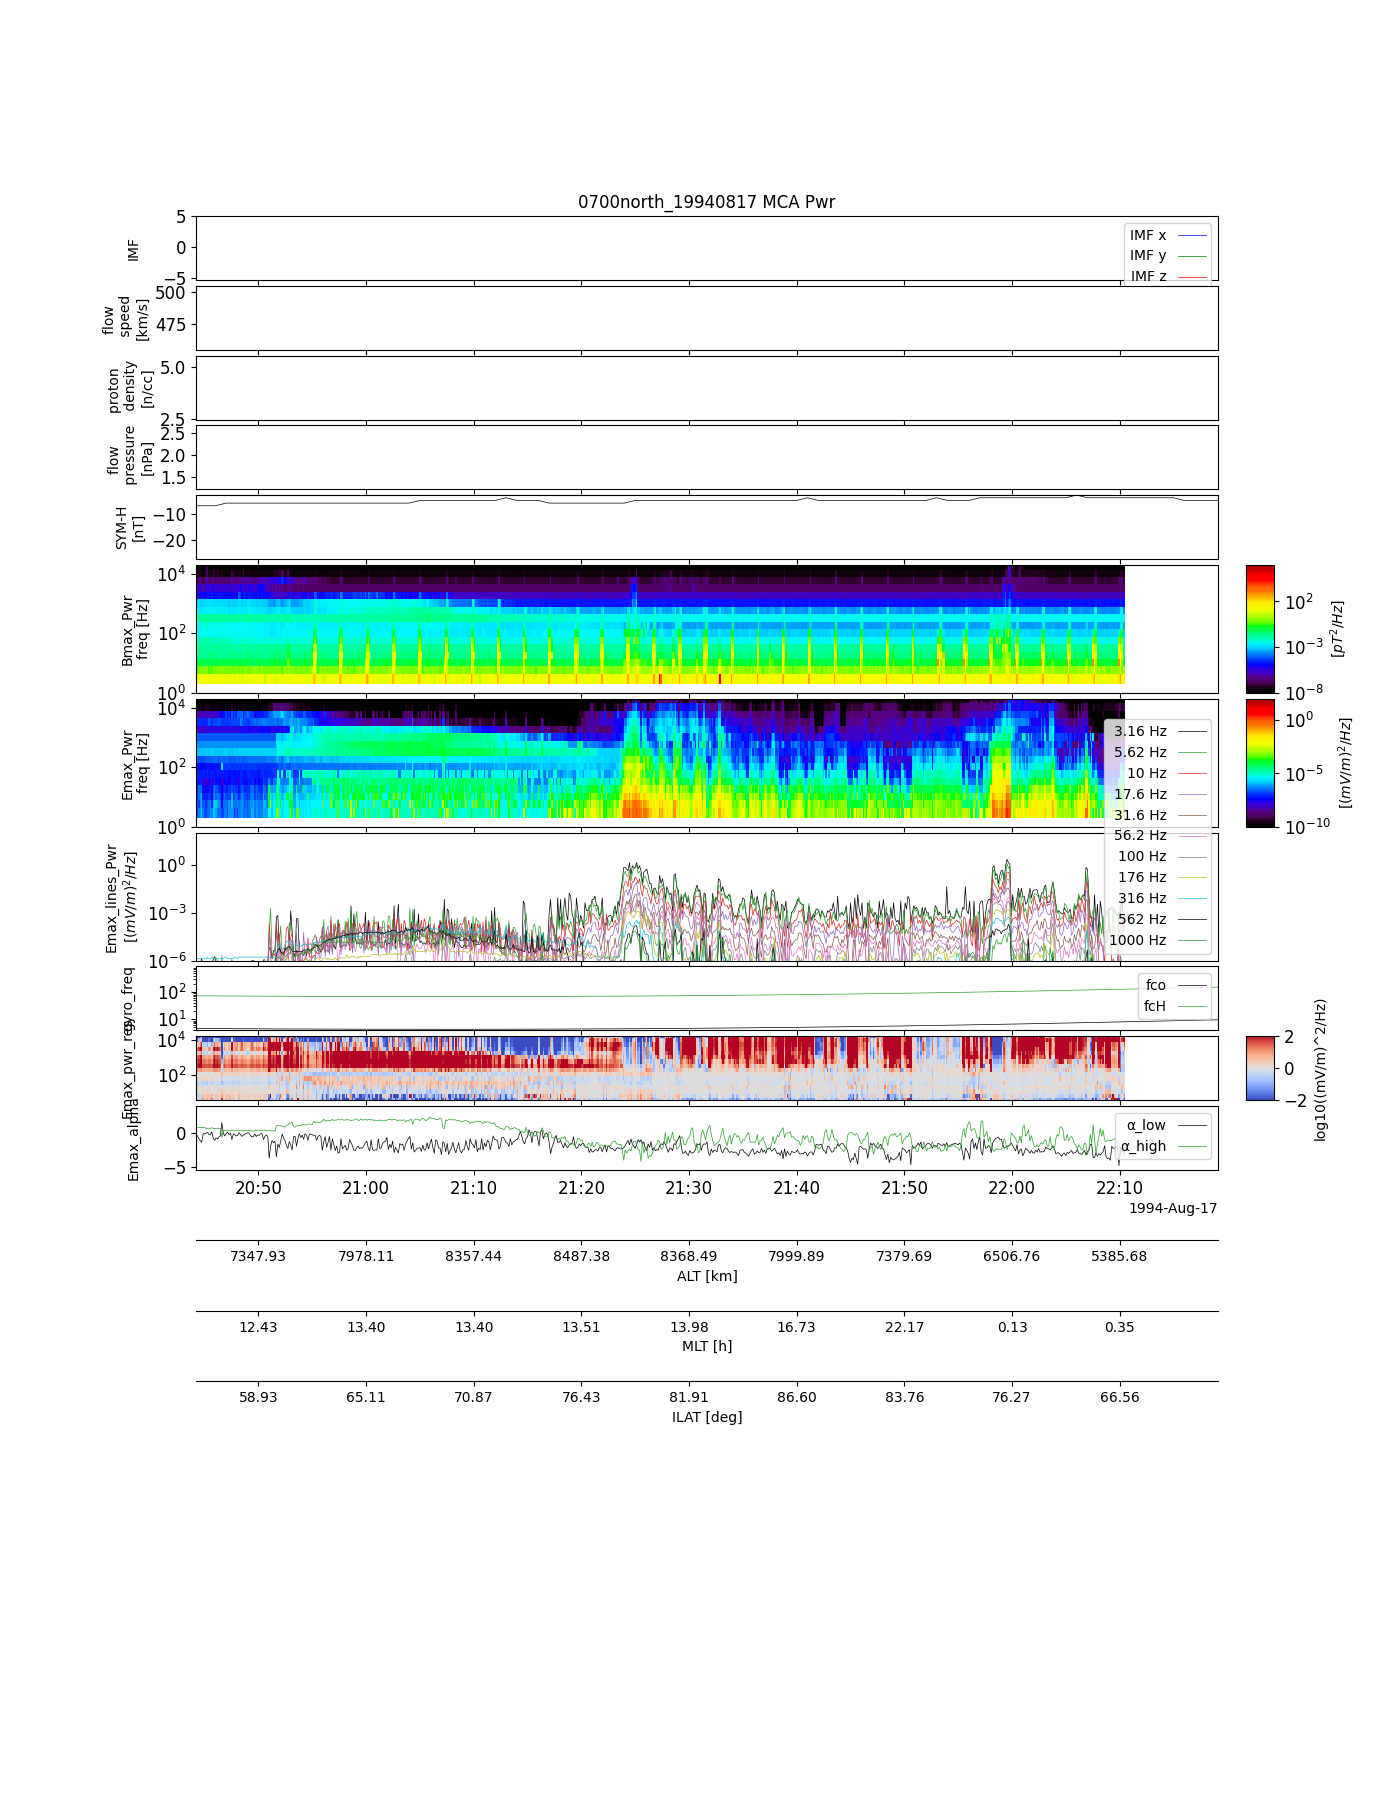 0700north_19940817 MCA Pwr
IMF
5
0
−5
IMF x
IMF y
IMF z
flow
speed
[km/s]
500
475
proton
density
[n/cc]
5.0
2.5
flow
pressure
[nPa]
2.5
2.0
1.5
SYM-H
[nT]
−10
−20
Bmax_Pwr
freq [Hz]
10^4
10^2
10^0
10^2
10^−3
10^−8
[pT^2/Hz]
Emax_Pwr
freq [Hz]
10^4
10^2
10^0
10^0
10^−5
10^−10
[(mV/m)^2/Hz]
3.16 Hz
5.62 Hz
10 Hz
17.6 Hz
31.6 Hz
56.2 Hz
100 Hz
176 Hz
316 Hz
562 Hz
1000 Hz
Emax_lines_Pwr
[(mV/m)^2/Hz]
10^0
10^−3
10^−6
gyro_freq
10^2
10^1
fco
fcH
Emax_pwr_reg
10^4
10^2
2
0
−2
log10((mV/m)^2/Hz)
Emax_alpha
0
−5
α_low
α_high
20:50 21:00 21:10 21:20 21:30 21:40 21:50 22:00 22:10
1994-Aug-17
7347.93 7978.11 8357.44 8487.38 8368.49 7999.89 7379.69 6506.76 5385.68
ALT [km]
12.43 13.40 13.40 13.51 13.98 16.73 22.17 0.13 0.35
MLT [h]
58.93 65.11 70.87 76.43 81.91 86.60 83.76 76.27 66.56
ILAT [deg]